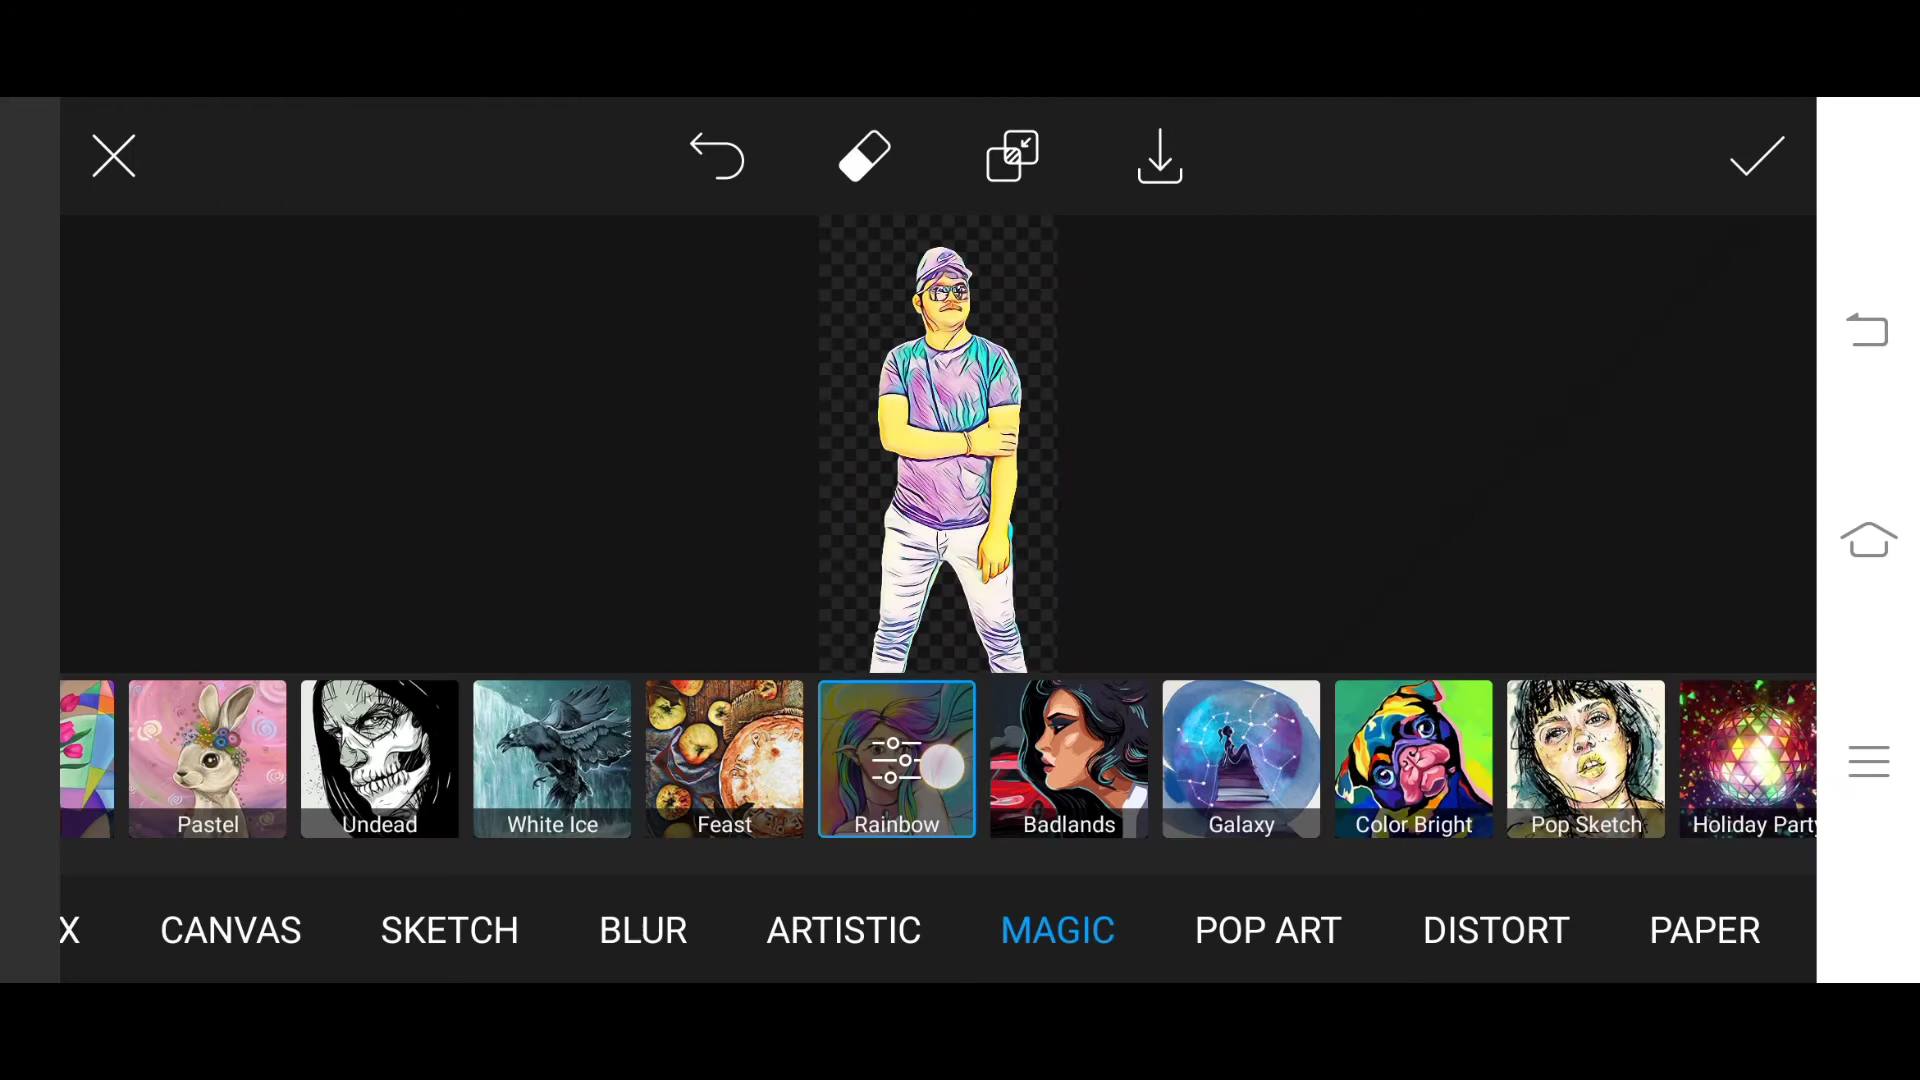 Pastel
Undead
White Ice
Feast
Rainbow
Badlands
Galaxy
Color Bright
Pop Sketch
Holiday Party
X
CANVAS
SKETCH
BLUR
ARTISTIC
MAGIC
POP ART
DISTORT
PAPER